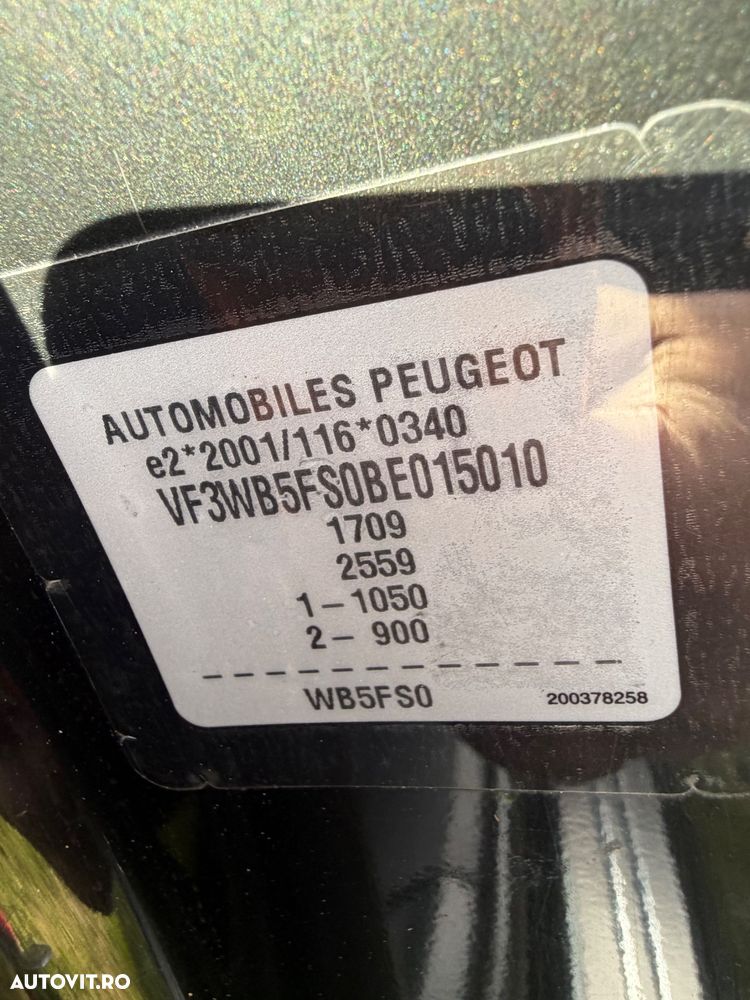 AUTOMOBILES PEUGEOT
e2*2001/116*0340
VF3WB5FS0BE015010
1709
2559
1 - 1050
2 - 900
WB5FS0 200378258
AUTOVIT.RO